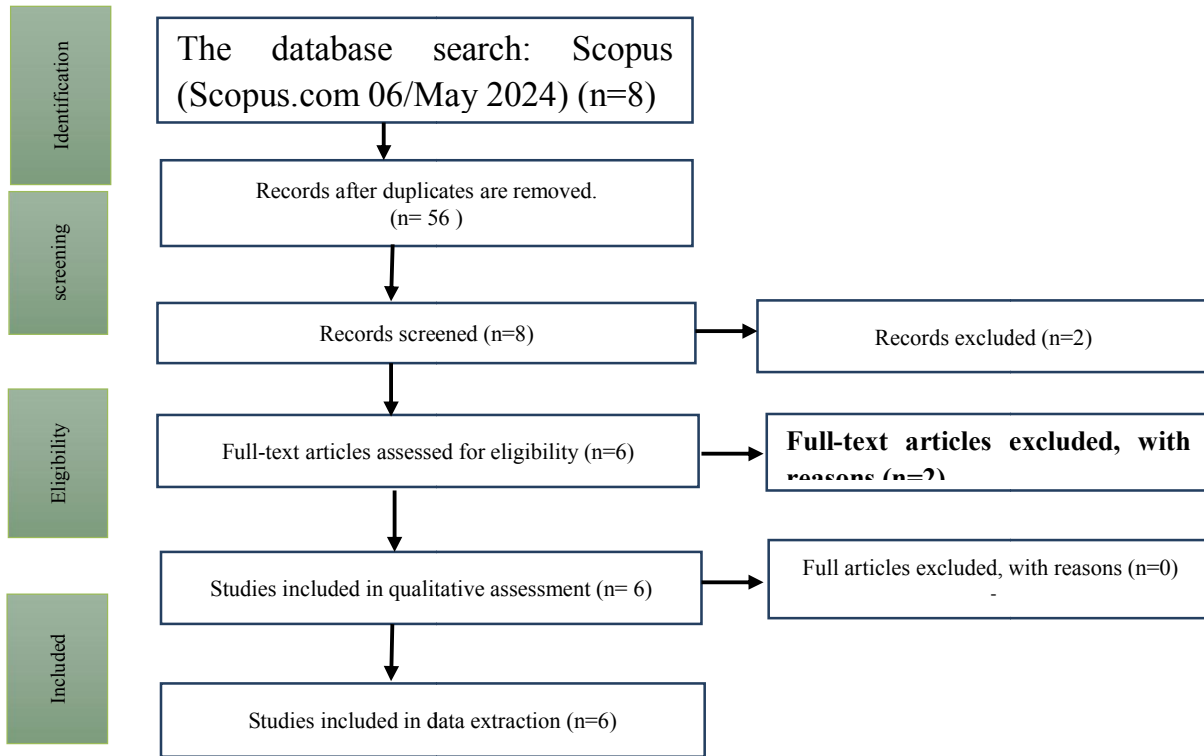 Identification
The database search: Scopus
(Scopus.com 06/May 2024) (n=8)
Records after duplicates are removed.
(n= 56 )
screening
Records screened (n=8)
Records excluded (n=2)
Eligibility
Full-text articles assessed for eligibility (n=6)
Full-text articles excluded, with
reasons (n=2)
Studies included in qualitative assessment (n= 6)
Full articles excluded, with reasons (n=0)
-
Included
Studies included in data extraction (n=6)